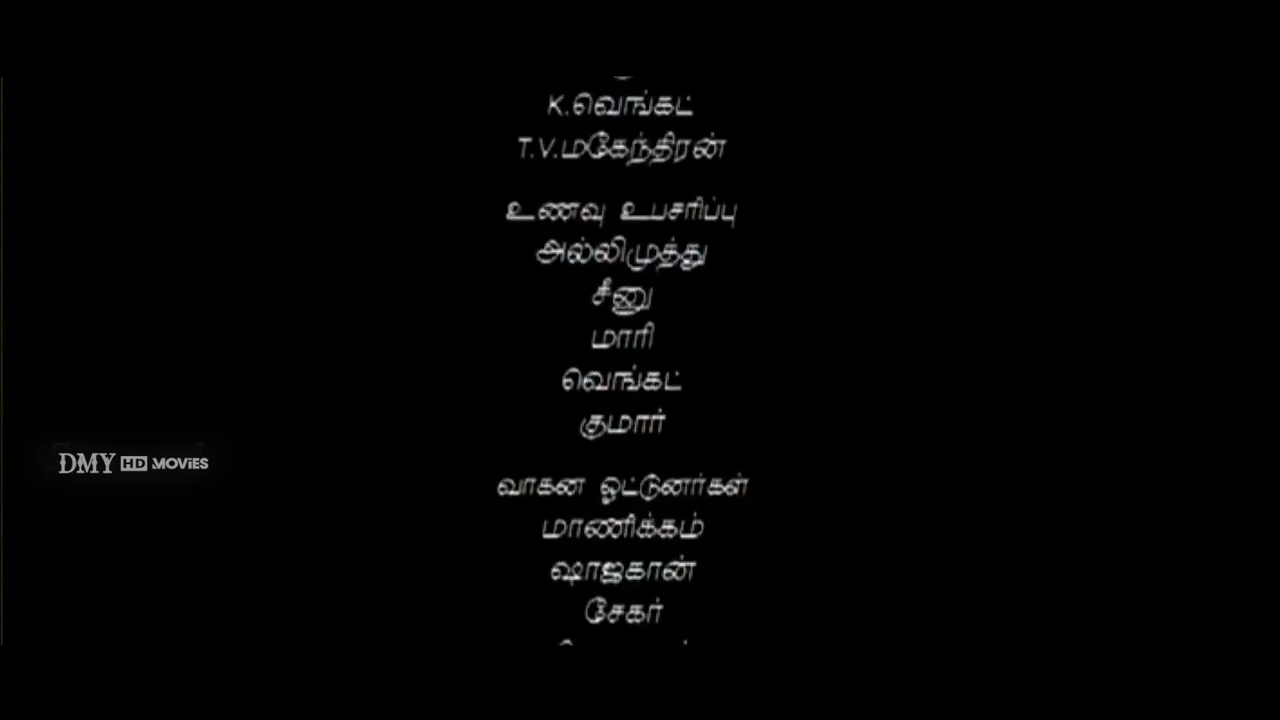 K.வெங்கட்
T.V.மகேந்திரன்
உணவு உபசரிப்பு
அல்லிமுத்து
சீனு
மாரி
வெங்கட்
குமார்
DMY HD MOVIES
வாகன ஓட்டுனர்கள்
மாணிக்கம்
ஷாஜகான்
சேகர்